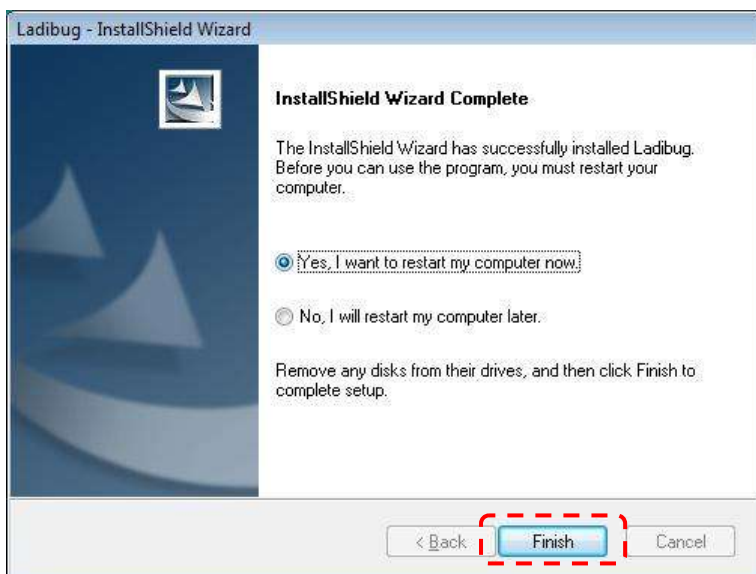 Ladibug - InstallShield Wizard
InstallShield Wizard Complete
The InstallShield Wizard has successfully installed Ladibug.
Before you can use the program, you must restart your
computer.
Yes, I want to restart my computer now.
No, I will restart my computer later.
Remove any disks from their drives, and then click Finish to
complete setup.
< Back Finish Cancel